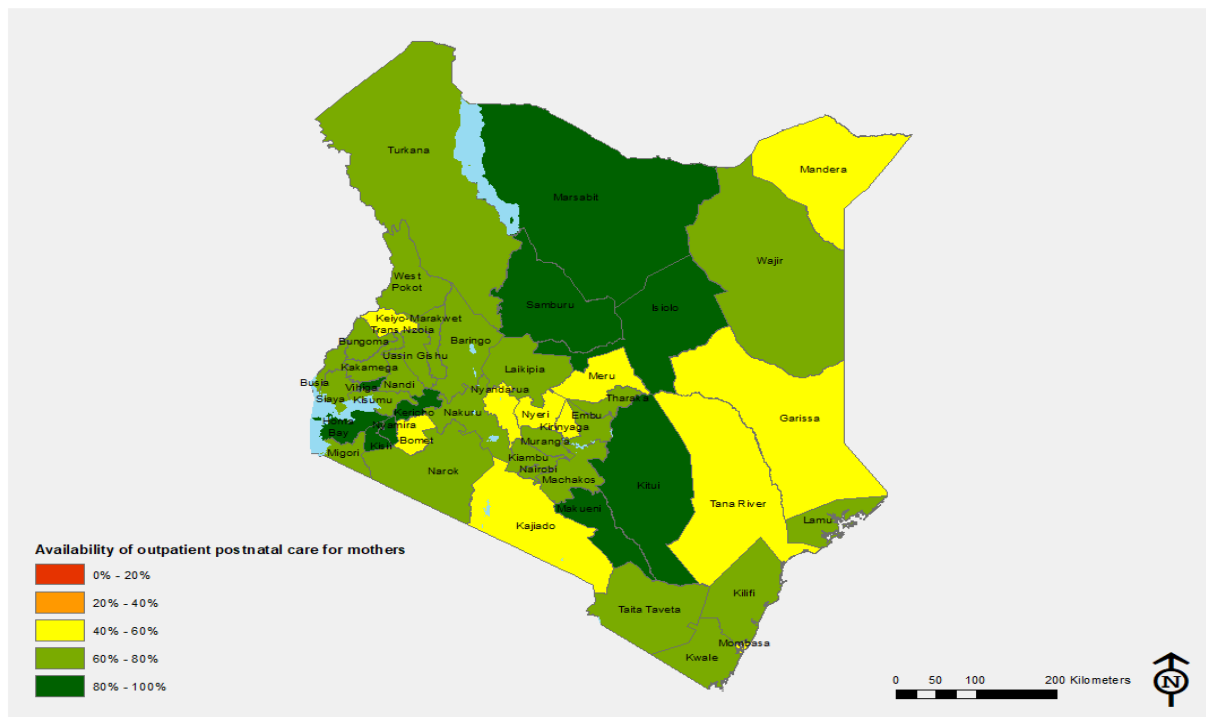 Turkana
Marsabit
Mandera
Wajir
West
Pokot
Samburu
Isiolo
Keiyo-Marakwet
Trans Nzoia
Bungoma
Baringo
Uasin Gishu
Kakamega
Laikipia
Meru
Busia
Vihiga
Nandi
Nyandarua
Tharaka
Siaya
Kisumu
Kericho
Nakuru
Nyeri
Embu
Garissa
Homa
Bay
Nyamira
Kirinyaga
Kisii
Bomet
Murang'a
Migori
Kiambu
Narok
Nairobi
Machakos
Kitui
Tana River
Makueni
Lamu
Kajiado
Kilifi
Taita Taveta
Mombasa
Kwale
Availability of outpatient postnatal care for mothers
0% - 20%
20% - 40%
40% - 60%
60% - 80%
80% - 100%
0 50 100 200 Kilometers
N